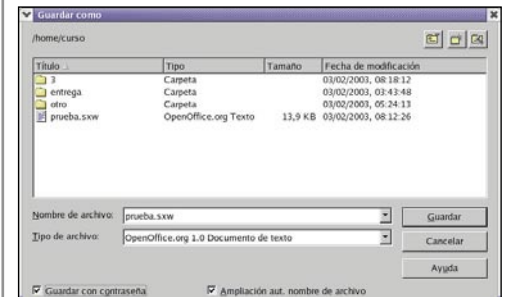 Guardar como
/home/curso
Título Tipo Tamaño Fecha de modificación
3 Carpeta 03/02/2003, 08:18:12
entrega Carpeta 03/02/2003, 03:43:48
otro Carpeta 03/02/2003, 05:24:13
prueba.sxw OpenOffice.org Texto 13,9 KB 03/02/2003, 08:12:26
Nombre de archivo: prueba.sxw Guardar
Tipo de archivo: OpenOffice.org 1.0 Documento de texto Cancelar
Ayuda
Guardar con contraseña Ampliación aut. nombre de archivo